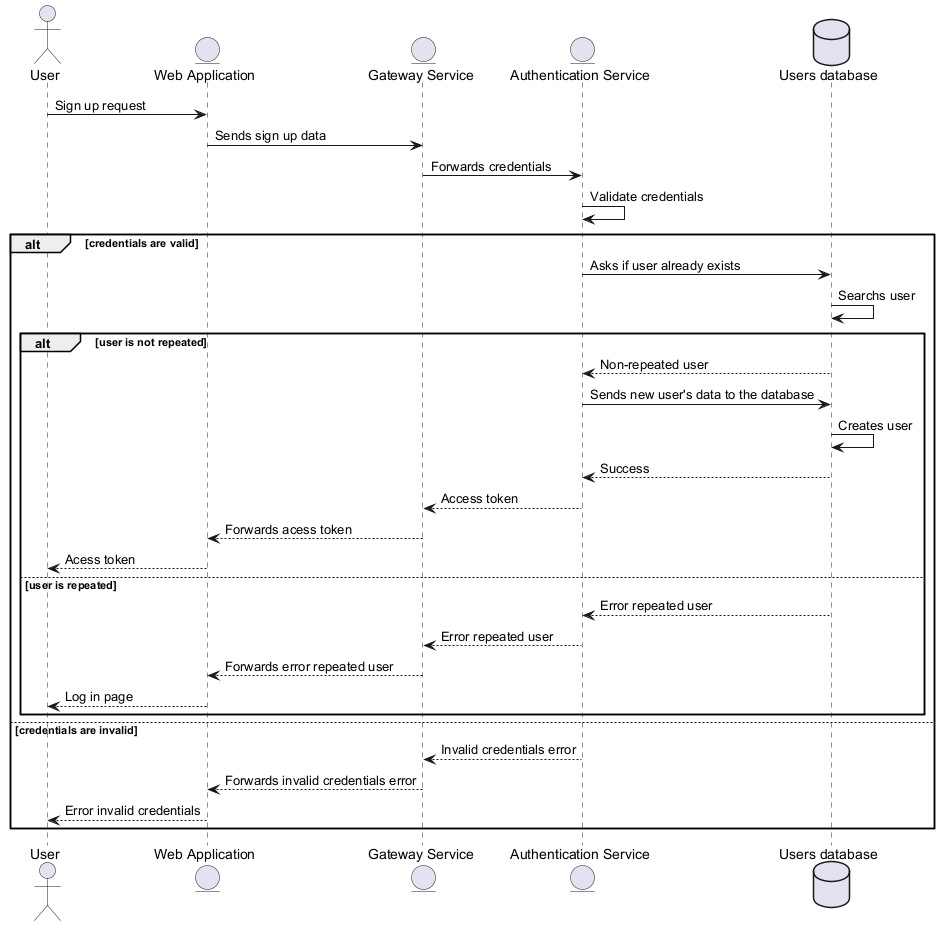 User
Web Application
Gateway Service
Authentication Service
Users database
Sign up request
Sends sign up data
Forwards credentials
Validate credentials
alt [credentials are valid]
Asks if user already exists
Searchs user
alt [user is not repeated]
Non-repeated user
Sends new user's data to the database
Creates user
Success
Access token
Forwards acess token
Acess token
[user is repeated]
Error repeated user
Error repeated user
Forwards error repeated user
Log in page
[credentials are invalid]
Invalid credentials error
Forwards invalid credentials error
Error invalid credentials
User
Web Application
Gateway Service
Authentication Service
Users database